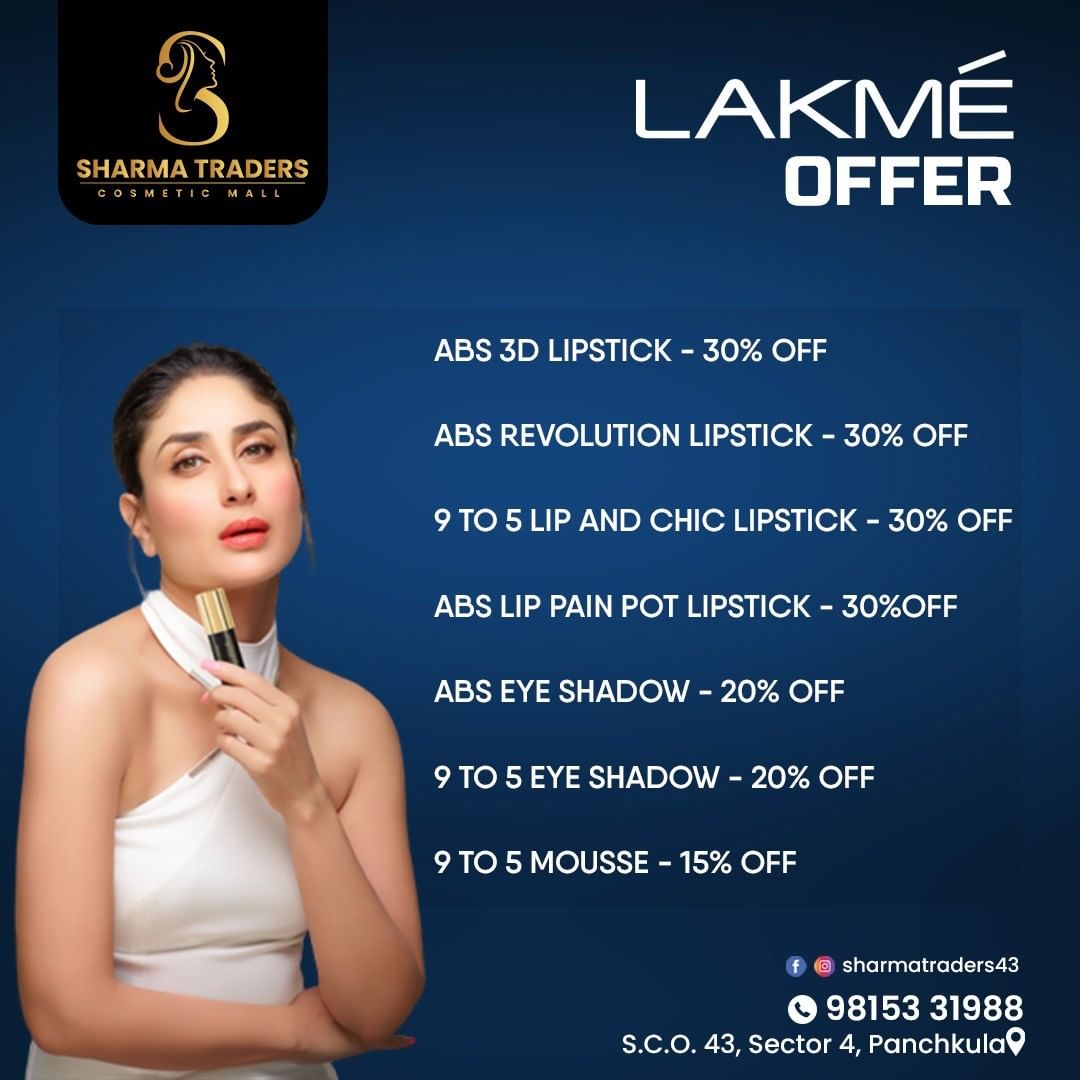 SHARMA TRADERS
COSMETIC MALL
LAKMÉ
OFFER
ABS 3D LIPSTICK - 30% OFF
ABS REVOLUTION LIPSTICK - 30% OFF
9 TO 5 LIP AND CHIC LIPSTICK - 30% OFF
ABS LIP PAIN POT LIPSTICK - 30%OFF
ABS EYE SHADOW - 20% OFF
9 TO 5 EYE SHADOW - 20% OFF
9 TO 5 MOUSSE - 15% OFF
sharmatraders43
98153 31988
S.C.O. 43, Sector 4, Panchkula